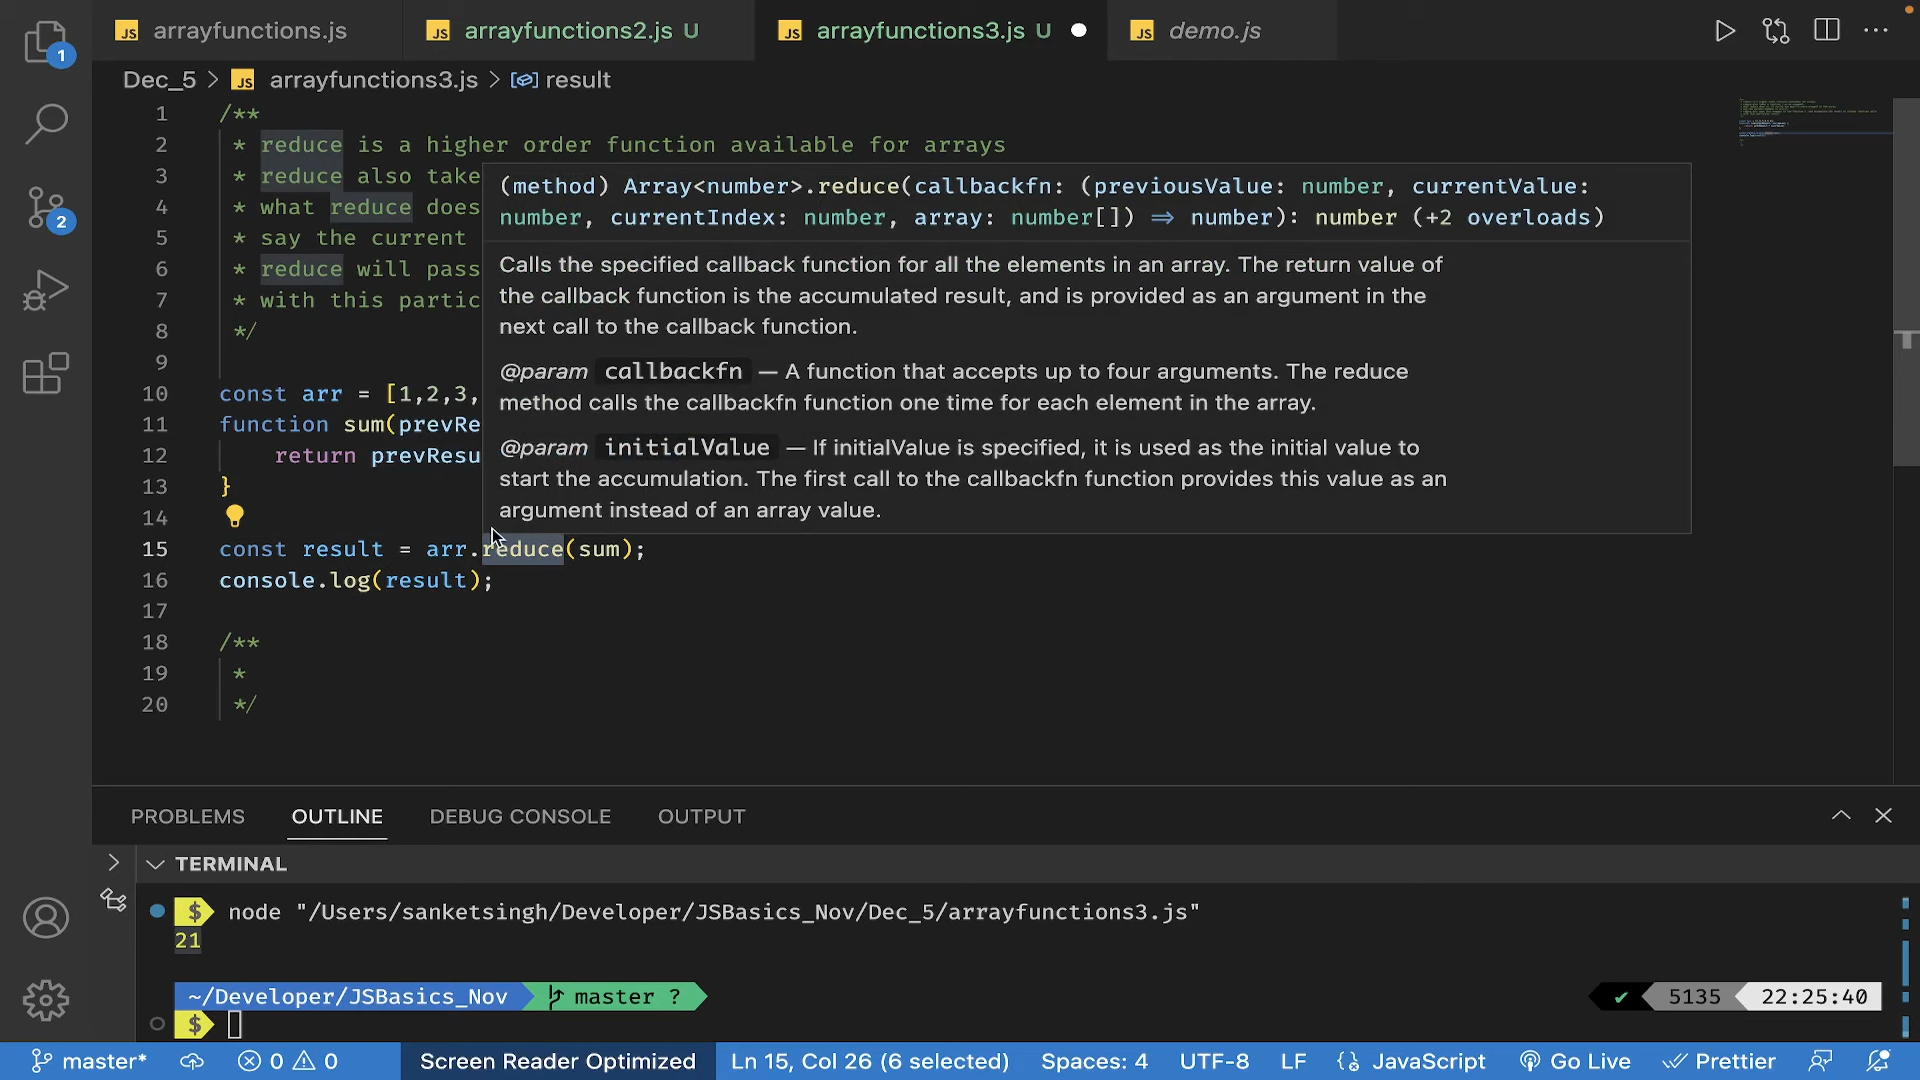 JS arrayfunctions.js JS arrayfunctions2.js U JS arrayfunctions3.js U JS demo.js
1
Dec_5 > JS arrayfunctions3.js > result
1 /**
2 * reduce is a higher order function available for arrays
3 * reduce also take
4 * what reduce does
5 * say the current
6 * reduce will pass
7 * with this partic
8 */
9
10 const arr = [1,2,3,
11 function sum(prevRe
12 return prevResu
13 }
14
15 const result = arr.reduce(sum);
16 console.log(result);
17
18 /**
19 *
20 */
2
(method) Array<number>.reduce(callbackfn: (previousValue: number, currentValue:
number, currentIndex: number, array: number[]) => number): number (+2 overloads)
Calls the specified callback function for all the elements in an array. The return value of
the callback function is the accumulated result, and is provided as an argument in the
next call to the callback function.
@param callbackfn — A function that accepts up to four arguments. The reduce
method calls the callbackfn function one time for each element in the array.
@param initialValue — If initialValue is specified, it is used as the initial value to
start the accumulation. The first call to the callbackfn function provides this value as an
argument instead of an array value.
PROBLEMS OUTLINE DEBUG CONSOLE OUTPUT
TERMINAL
$ node "/Users/sanketsingh/Developer/JSBasics_Nov/Dec_5/arrayfunctions3.js"
21
~/Developer/JSBasics_Nov master ? ✔ 5135 22:25:40
$
master* 0 0 Screen Reader Optimized Ln 15, Col 26 (6 selected) Spaces: 4 UTF-8 LF JavaScript Go Live Prettier